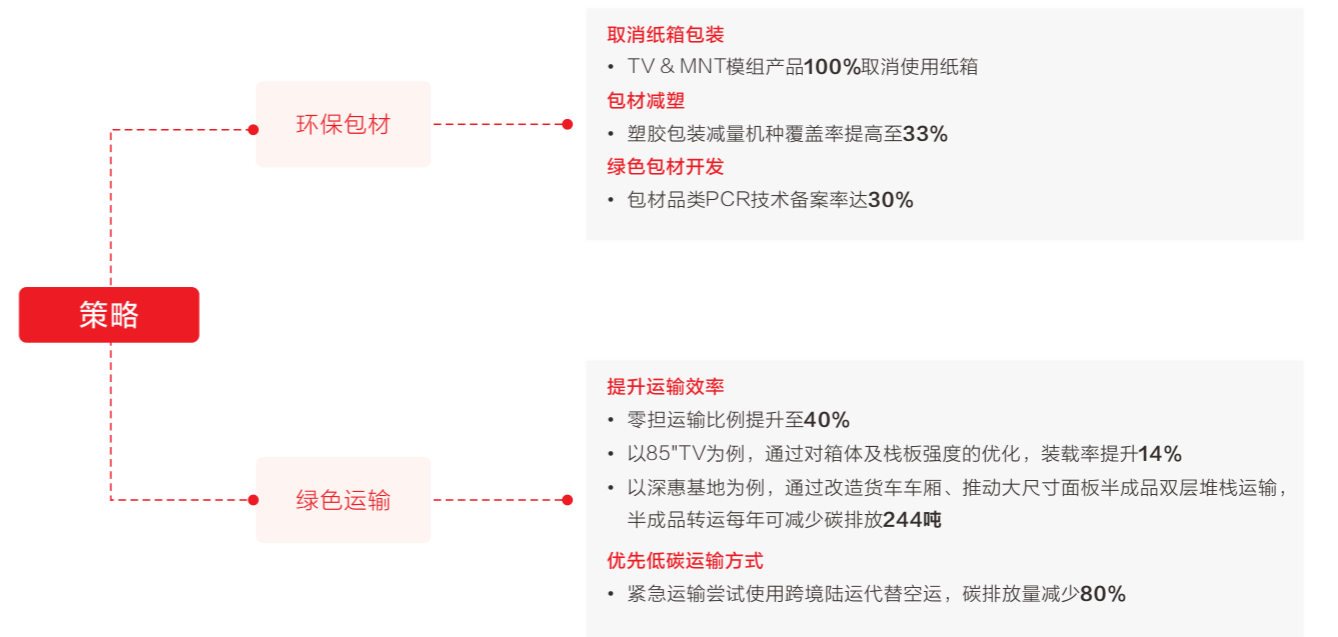 策略
环保包材
取消纸箱包装
• TV & MNT模组产品100%取消使用纸箱
包材减塑
• 塑胶包装减量机种覆盖率提高至33%
绿色包材开发
• 包材品类PCR技术备案率达30%
绿色运输
提升运输效率
• 零担运输比例提升至40%
• 以85"TV为例，通过对箱体及栈板强度的优化，装载率提升14%
• 以深惠基地为例，通过改造货车车厢、推动大尺寸面板半成品双层堆栈运输，
半成品转运每年可减少碳排放244吨
优先低碳运输方式
• 紧急运输尝试使用跨境陆运代替空运，碳排放量减少80%